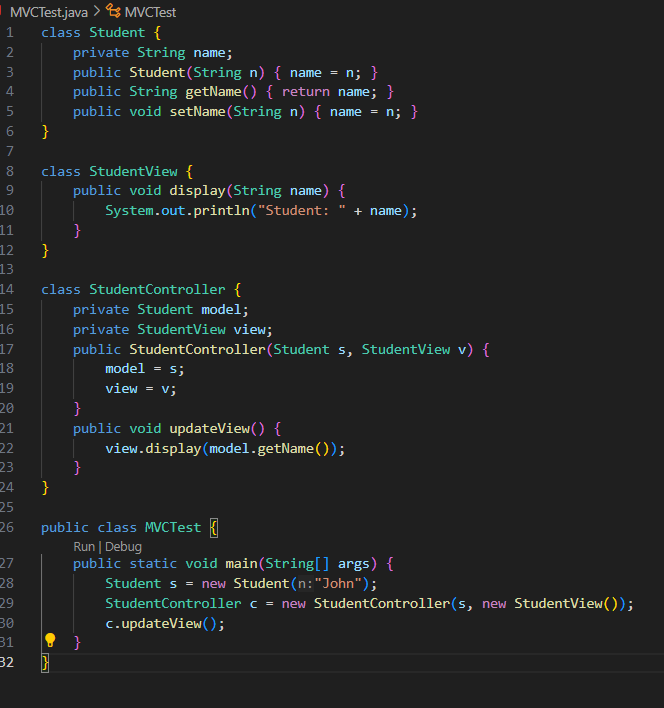 MVCTest.java > MVCTest
1 class Student {
2     private String name;
3     public Student(String n) { name = n; }
4     public String getName() { return name; }
5     public void setName(String n) { name = n; }
6 }
7
8 class StudentView {
9     public void display(String name) {
10         System.out.println("Student: " + name);
11     }
12 }
13
14 class StudentController {
15     private Student model;
16     private StudentView view;
17     public StudentController(Student s, StudentView v) {
18         model = s;
19         view = v;
20     }
21     public void updateView() {
22         view.display(model.getName());
23     }
24 }
25
26 public class MVCTest {
Run | Debug
27     public static void main(String[] args) {
28         Student s = new Student(n:"John");
29         StudentController c = new StudentController(s, new StudentView());
30         c.updateView();
31     }
32 }